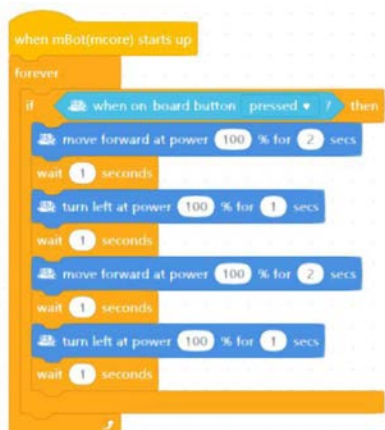 when mBot(mcore) starts up
forever
if when on board button pressed ▾ ? then
move forward at power 100 % for 2 secs
wait 1 seconds
turn left at power 100 % for 1 secs
wait 1 seconds
move forward at power 100 % for 2 secs
wait 1 seconds
turn left at power 100 % for 1 secs
wait 1 seconds